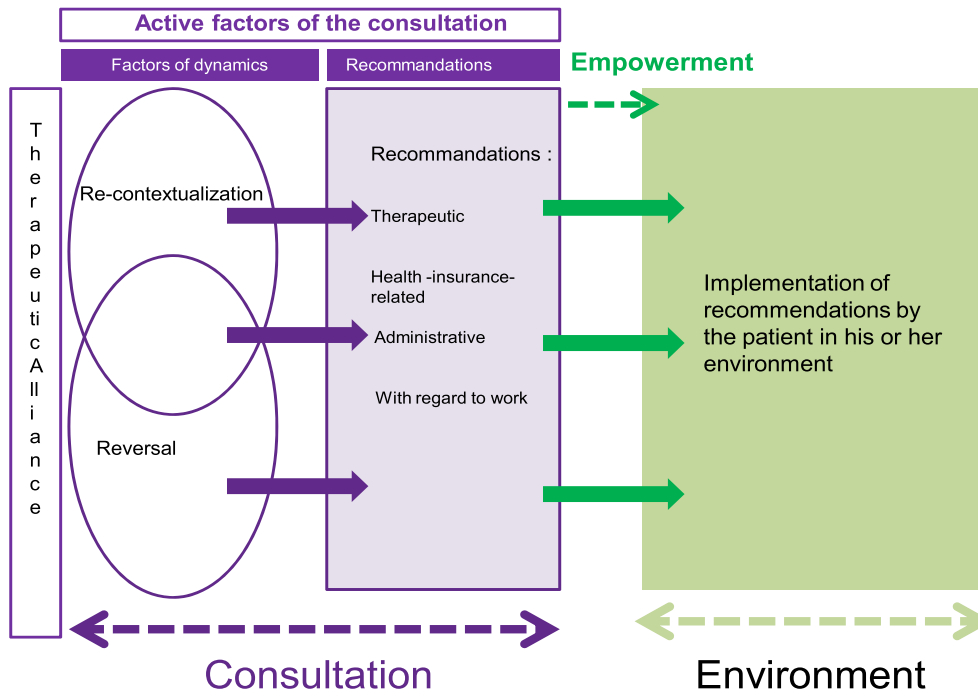 Active factors of the consultation
Factors of dynamics
Recommandations
Empowerment
TherapeuticAlliance
Re-contextualization
Reversal
Recommandations :
Therapeutic
Health -insurance-
related
Administrative
With regard to work
Implementation of
recommendations by
the patient in his or her
environment
Consultation
Environment